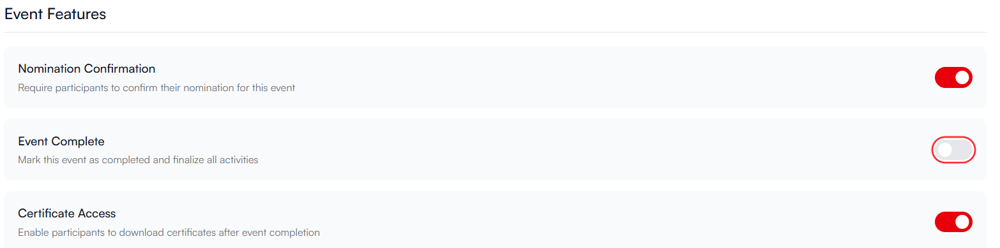 Event Features
Nomination Confirmation
Require participants to confirm their nomination for this event
Event Complete
Mark this event as completed and finalize all activities
Certificate Access
Enable participants to download certificates after event completion